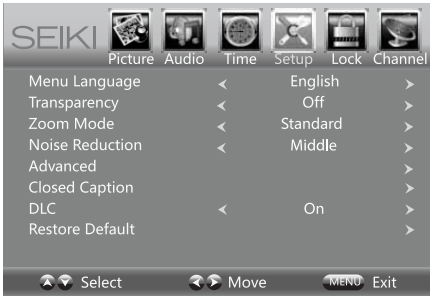 SEIKI
Picture Audio Time Setup Lock Channel
Menu Language English
Transparency Off
Zoom Mode Standard
Noise Reduction Middle
Advanced
Closed Caption
DLC On
Restore Default
Select Move MENU Exit